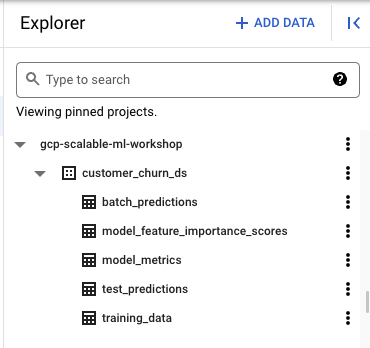 Explorer
+ ADD DATA
Type to search
Viewing pinned projects.
gcp-scalable-ml-workshop
customer_churn_ds
batch_predictions
model_feature_importance_scores
model_metrics
test_predictions
training_data